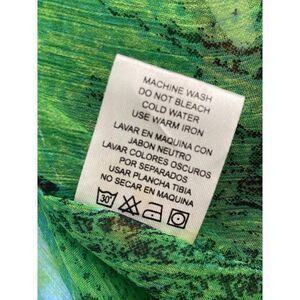 MACHINE WASH
DO NOT BLEACH
COLD WATER
USE WARM IRON
LAVAR EN MAQUINA CON
JABON NEUTRO
LAVAR COLORES OSCUROS
POR SEPARADOS
USAR PLANCHA TIBIA
NO SECAR EN MAQUINA
30°